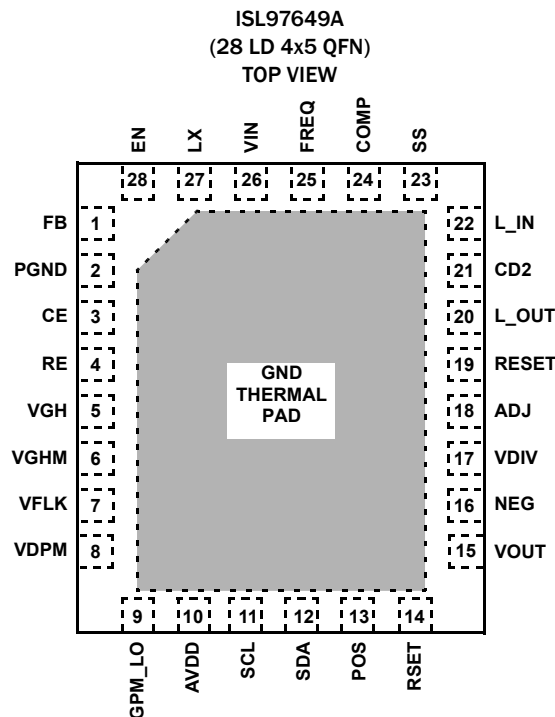 ISL97649A
(28 LD 4x5 QFN)
TOP VIEW
EN
LX
VIN
FREQ
COMP
SS
28
27
26
25
24
23
FB 1
PGND 2
CE 3
RE 4
VGH 5
VGHM 6
VFLK 7
VDPM 8
22 L_IN
21 CD2
20 L_OUT
19 RESET
18 ADJ
17 VDIV
16 NEG
15 VOUT
GND
THERMAL
PAD
9
10
11
12
13
14
GPM_LO
AVDD
SCL
SDA
POS
RSET